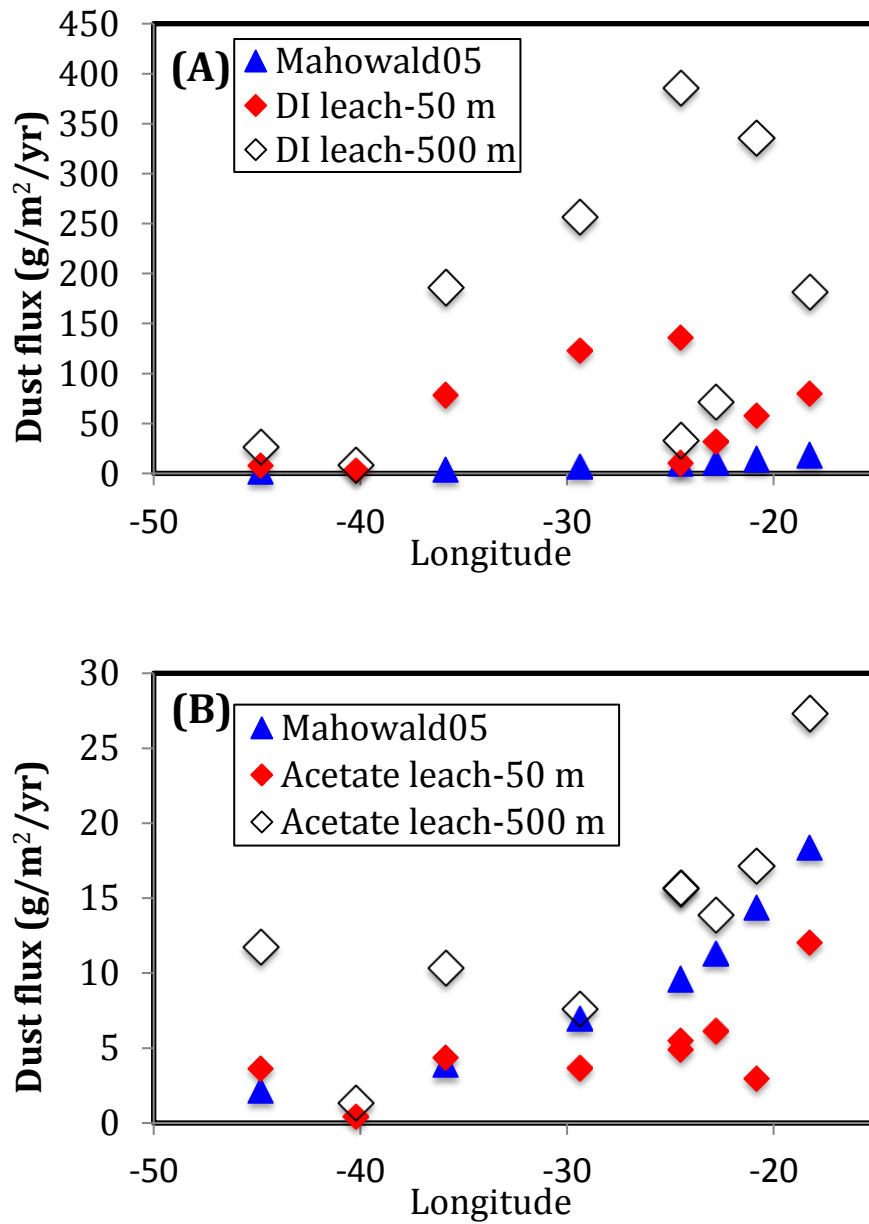 450
400
350
300
250
200
150
100
50
0
Dust flux (g/m²/yr)
(A)
Mahowald05
DI leach-50 m
DI leach-500 m
-50 -40 -30 -20
Longitude
30
25
20
15
10
5
0
Dust flux (g/m²/yr)
(B)
Mahowald05
Acetate leach-50 m
Acetate leach-500 m
-50 -40 -30 -20
Longitude